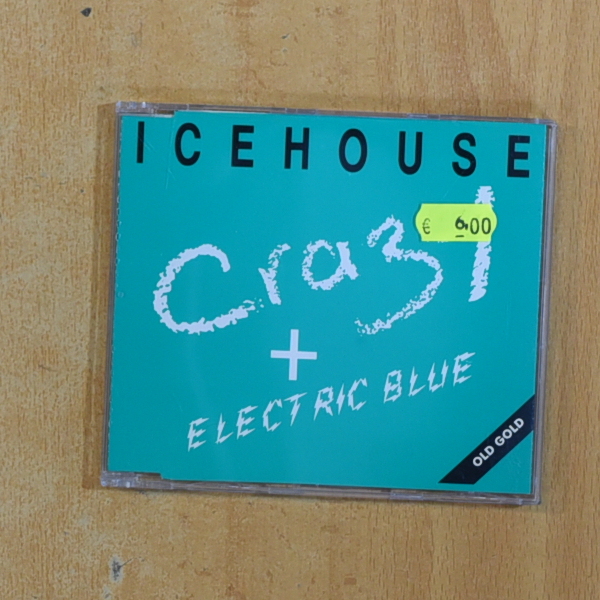 ICEHOUSE
Crazy
€ 6,00
+
ELECTRIC BLUE
OLD GOLD